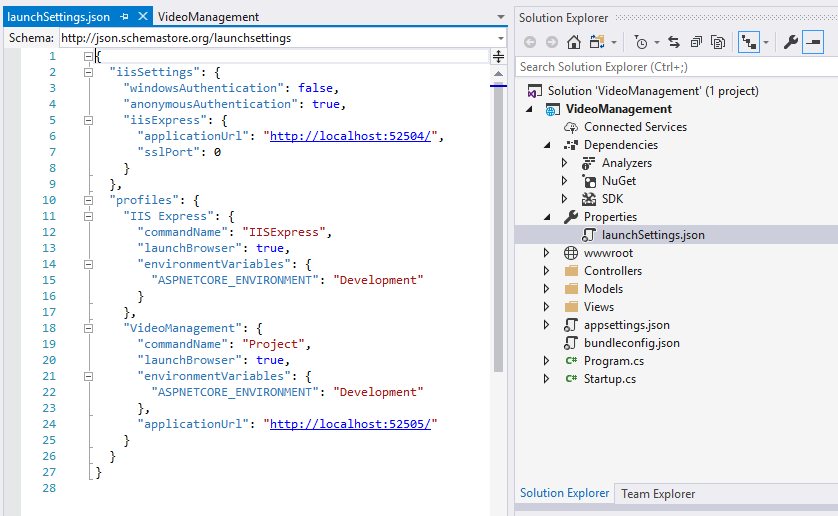 launchSettings.json
VideoManagement
Schema: http://json.schemastore.org/launchsettings
1 {
2 "iisSettings": {
3 "windowsAuthentication": false,
4 "anonymousAuthentication": true,
5 "iisExpress": {
6 "applicationUrl": "http://localhost:52504/",
7 "sslPort": 0
8 }
9 },
10 "profiles": {
11 "IIS Express": {
12 "commandName": "IISExpress",
13 "launchBrowser": true,
14 "environmentVariables": {
15 "ASPNETCORE_ENVIRONMENT": "Development"
16 }
17 },
18 "VideoManagement": {
19 "commandName": "Project",
20 "launchBrowser": true,
21 "environmentVariables": {
22 "ASPNETCORE_ENVIRONMENT": "Development"
23 },
24 "applicationUrl": "http://localhost:52505/"
25 }
26 }
27 }
28
Solution Explorer
Search Solution Explorer (Ctrl+;)
Solution 'VideoManagement' (1 project)
VideoManagement
Connected Services
Dependencies
Analyzers
NuGet
SDK
Properties
launchSettings.json
wwwroot
Controllers
Models
Views
appsettings.json
bundleconfig.json
C# Program.cs
C# Startup.cs
Solution Explorer
Team Explorer